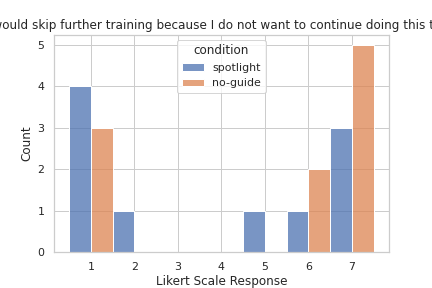 would skip further training because I do not want to continue doing this t
condition
spotlight
no-guide
5
4
3
2
1
0
Count
1 2 3 4 5 6 7
Likert Scale Response